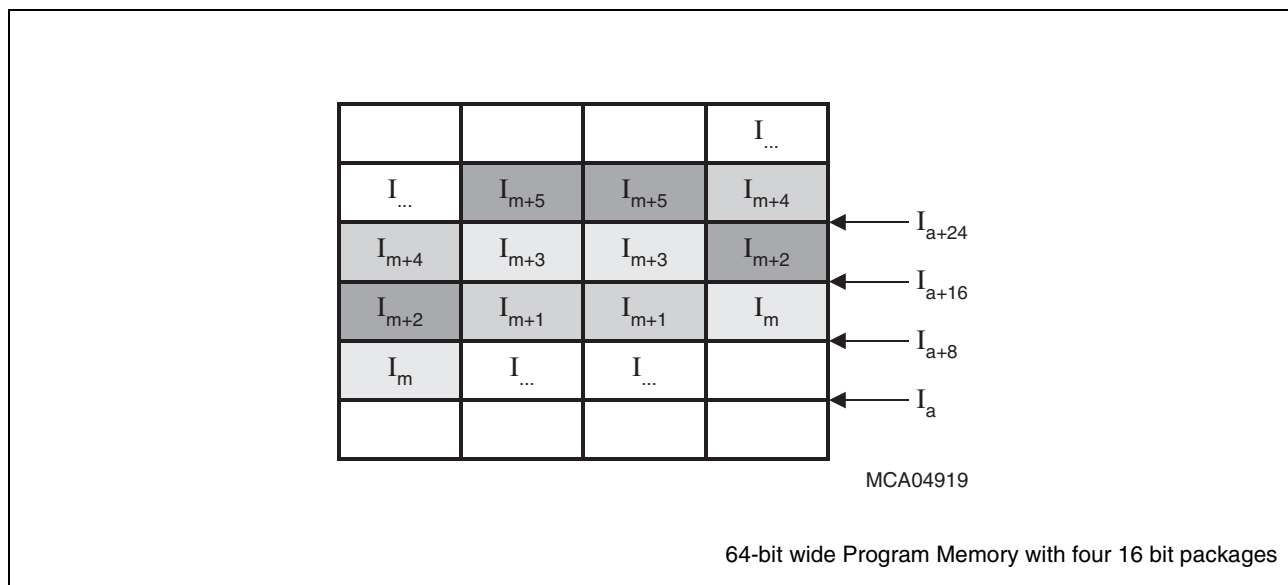 I...
I... Im+5 Im+5 Im+4
Ia+24
Im+4 Im+3 Im+3 Im+2
Ia+16
Im+2 Im+1 Im+1 Im
Ia+8
Im I... I...
Ia
MCA04919
64-bit wide Program Memory with four 16 bit packages